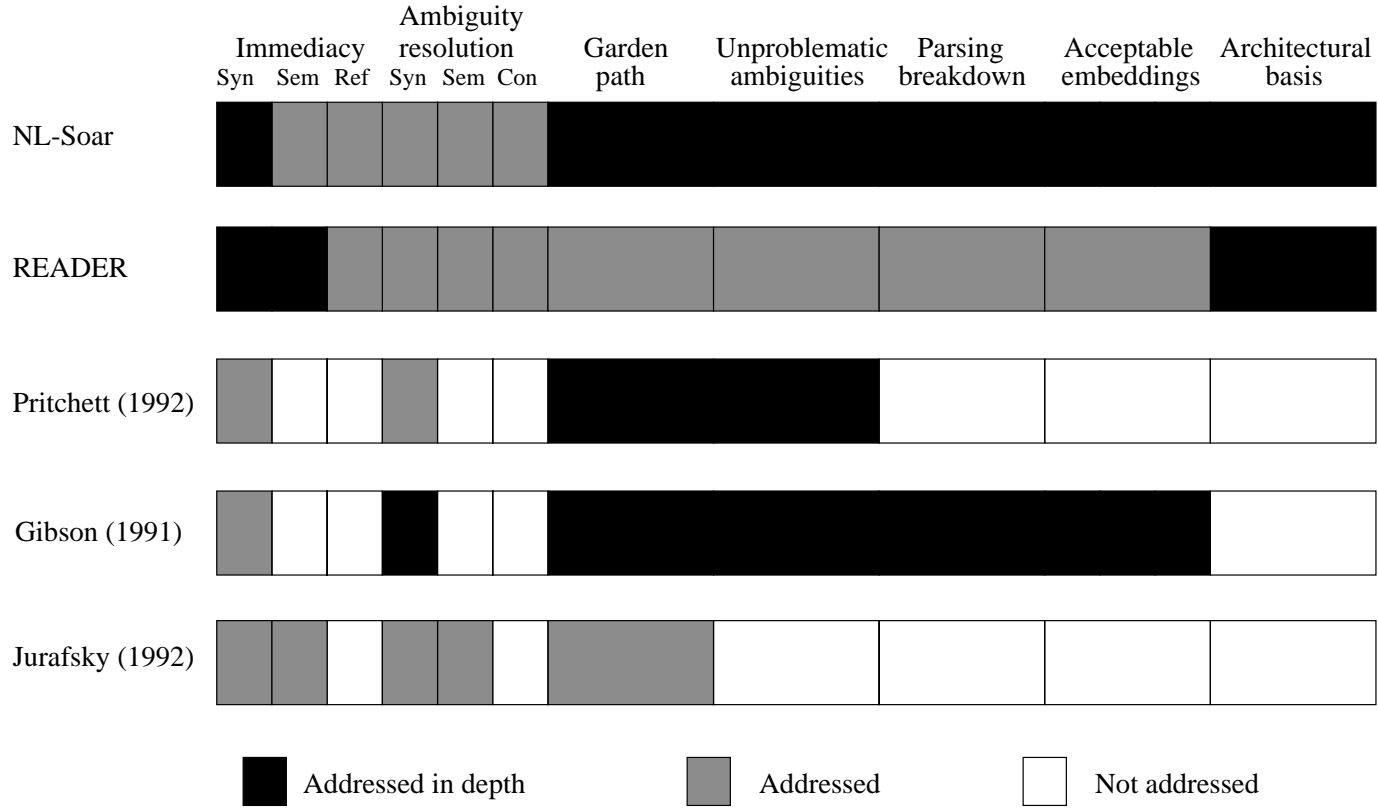 Ambiguity
Immediacy resolution Garden Unproblematic Parsing Acceptable Architectural
Syn Sem Ref Syn Sem Con path ambiguities breakdown embeddings basis
NL-Soar
READER
Pritchett (1992)
Gibson (1991)
Jurafsky (1992)
Addressed in depth Addressed Not addressed